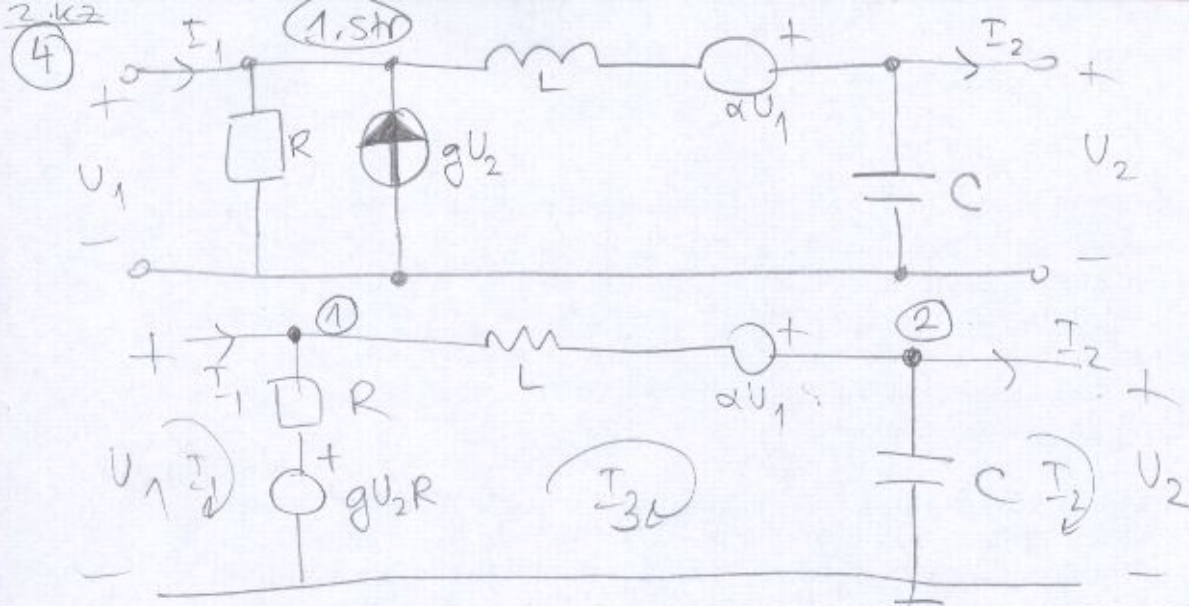 2.kz
4
I1 1.str I2
+ L + +
αU1
U1 R gU2 C U2
- -
1 2
+ I1 L + I2
R αU1 +
U1 I1 + gU2R I3 C I2 U2
- -